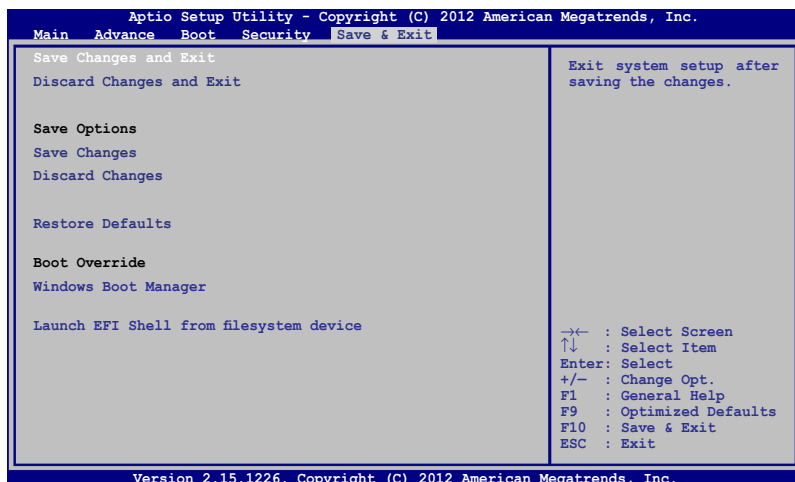 Aptio Setup Utility - Copyright (C) 2012 American Megatrends, Inc.
Main Advance Boot Security Save & Exit
Save Changes and Exit
Discard Changes and Exit
Save Options
Save Changes
Discard Changes
Restore Defaults
Boot Override
Windows Boot Manager
Launch EFI Shell from filesystem device
Exit system setup after
saving the changes.
→← : Select Screen
↑↓ : Select Item
Enter: Select
+/— : Change Opt.
F1 : General Help
F9 : Optimized Defaults
F10 : Save & Exit
ESC : Exit
Version 2.15.1226. Copyright (C) 2012 American Megatrends, Inc.